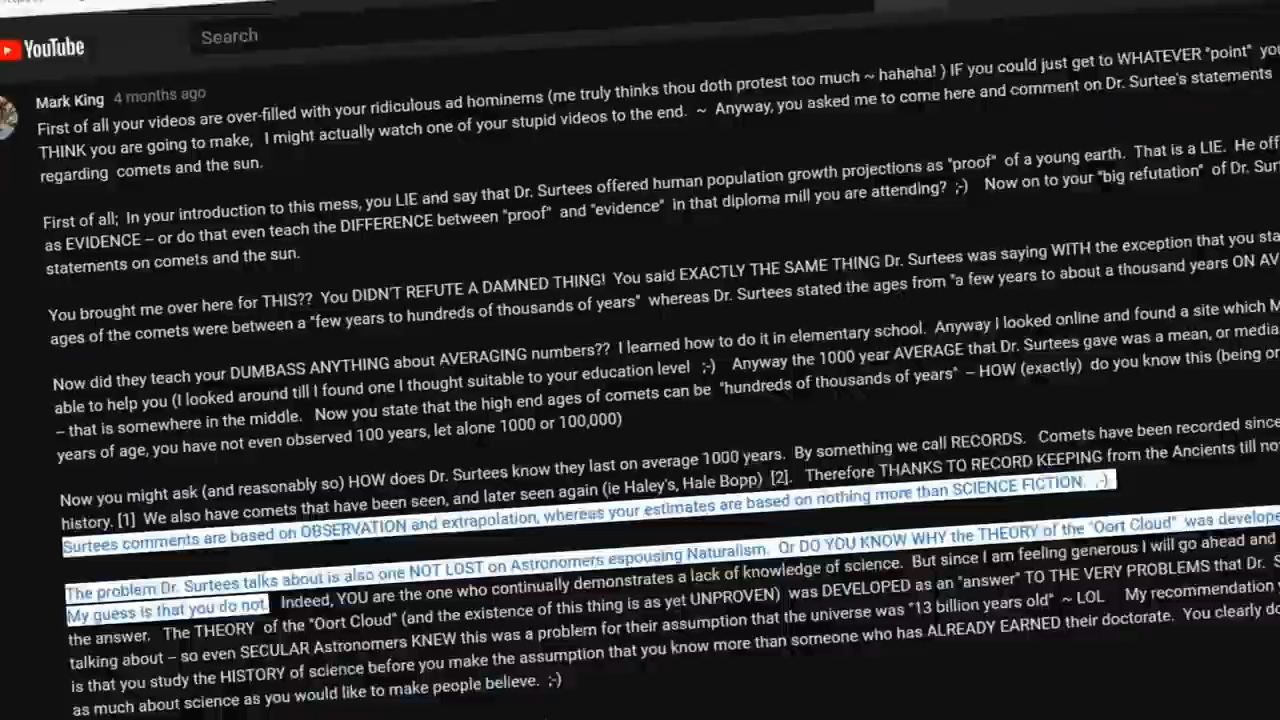 YouTube
Search
Mark King 4 months ago
First of all your videos are over-filled with your ridiculous ad hominems (me truly thinks thou doth protest too much ~ hahaha! ) IF you could just get to WHATEVER "point"
THINK you are going to make, I might actually watch one of your stupid videos to the end. ~ Anyway, you asked me to come here and comment on Dr. Surtee's statements
regarding comets and the sun.
First of all; In your introduction to this mess, you LIE and say that Dr. Surtees offered human population growth projections as "proof" of a young earth. That is a LIE. He
as EVIDENCE – or do that even teach the DIFFERENCE between "proof" and "evidence" in that diploma mill you are attending? ;-) Now on to your "big refutation" of Dr.
statements on comets and the sun.
You brought me over here for THIS?? You DIDN'T REFUTE A DAMNED THING! You said EXACTLY THE SAME THING Dr. Surtees was saying WITH the exception that you
ages of the comets were between a "few years to hundreds of thousands of years" whereas Dr. Surtees stated the ages from "a few years to about a thousand years ON
Now did they teach your DUMBASS ANYTHING about AVERAGING numbers?? I learned how to do it in elementary school. Anyway I looked online and found a site which
able to help you (I looked around till I found one I thought suitable to your education level ;-) Anyway the 1000 year AVERAGE that Dr. Surtees gave was a mean, or
– that is somewhere in the middle. Now you state that the high end ages of comets can be "hundreds of thousands of years" – HOW (exactly) do you know this (being
years of age, you have not even observed 100 years, let alone 1000 or 100,000)
Now you might ask (and reasonably so) HOW does Dr. Surtees know they last on average 1000 years. By something we call RECORDS. Comets have been recorded since
history. [1] We also have comets that have been seen, and later seen again (ie Haley's, Hale Bopp) [2]. Therefore THANKS TO RECORD KEEPING from the Ancients till
Surtees comments are based on OBSERVATION and extrapolation, whereas your estimates are based on nothing more than SCIENCE FICTION. ;-)
The problem Dr. Surtees talks about is also one NOT LOST on Astronomers espousing Naturalism. Or DO YOU KNOW WHY the THEORY of the "Oort Cloud" was
My guess is that you do not. Indeed, YOU are the one who continually demonstrates a lack of knowledge of science. But since I am feeling generous I will go ahead and
the answer. The THEORY of the "Oort Cloud" (and the existence of this thing is as yet UNPROVEN) was DEVELOPED as an "answer" TO THE VERY PROBLEMS that Dr.
talking about – so even SECULAR Astronomers KNEW this was a problem for their assumption that the universe was "13 billion years old" ~ LOL My recommendation
is that you study the HISTORY of science before you make the assumption that you know more than someone who has ALREADY EARNED their doctorate. You clearly
as much about science as you would like to make people believe. ;-)